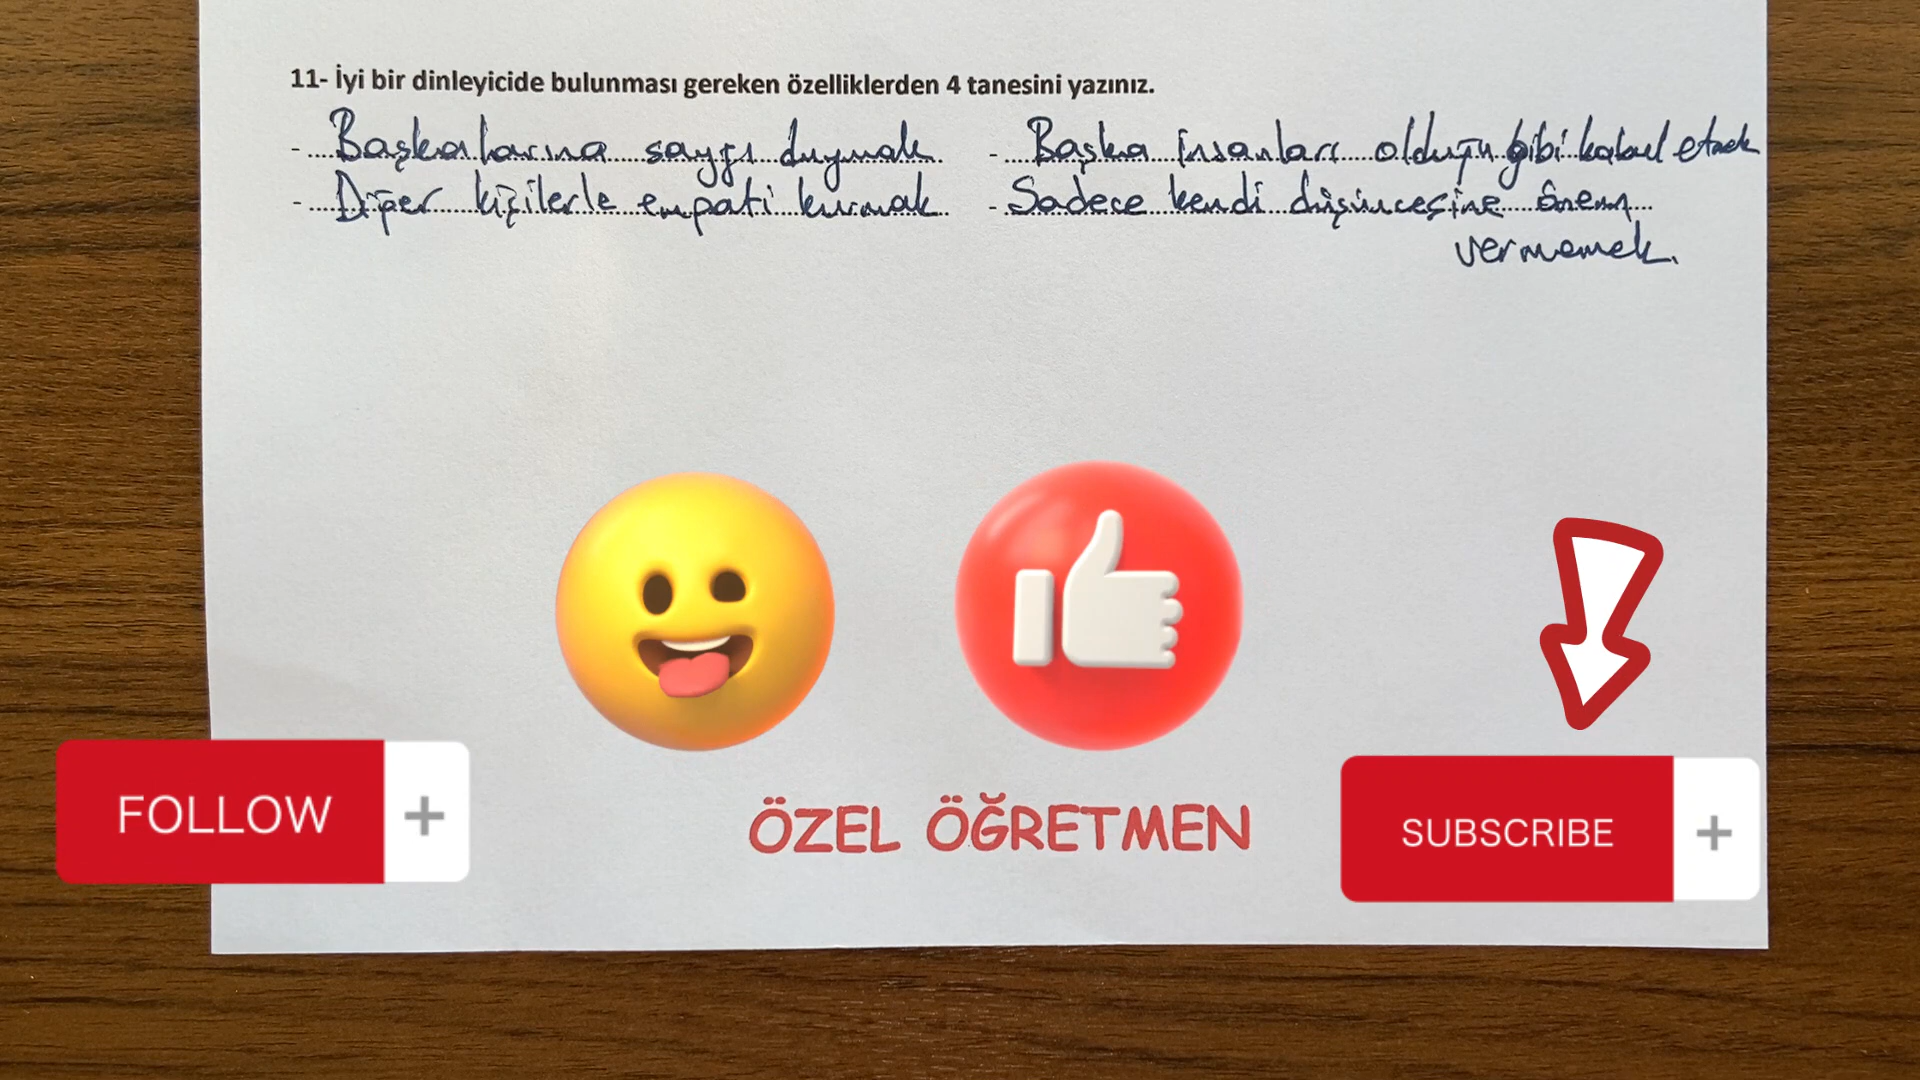 11- İyi bir dinleyicide bulunması gereken özelliklerden 4 tanesini yazınız.
- Başkalarına saygı duymak
- Başka insanları olduğu gibi kabul etmek
- Diğer kişilerle empati kurmak
- Sadece kendi düşüncesine önem
vermemek.
FOLLOW +
ÖZEL ÖĞRETMEN
SUBSCRIBE +